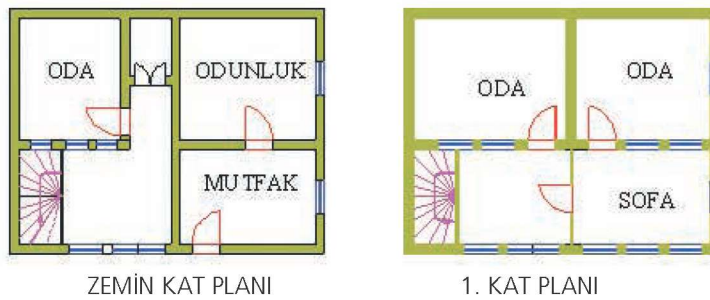 ODA
ODUNLUK
MUTFAK
ZEMİN KAT PLANI
ODA
ODA
SOFA
1. KAT PLANI